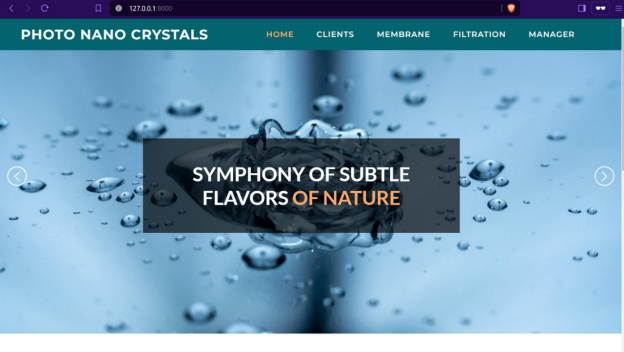 127.0.0.1:8000
PHOTO NANO CRYSTALS
HOME CLIENTS MEMBRANE FILTRATION MANAGER
SYMPHONY OF SUBTLE
FLAVORS OF NATURE